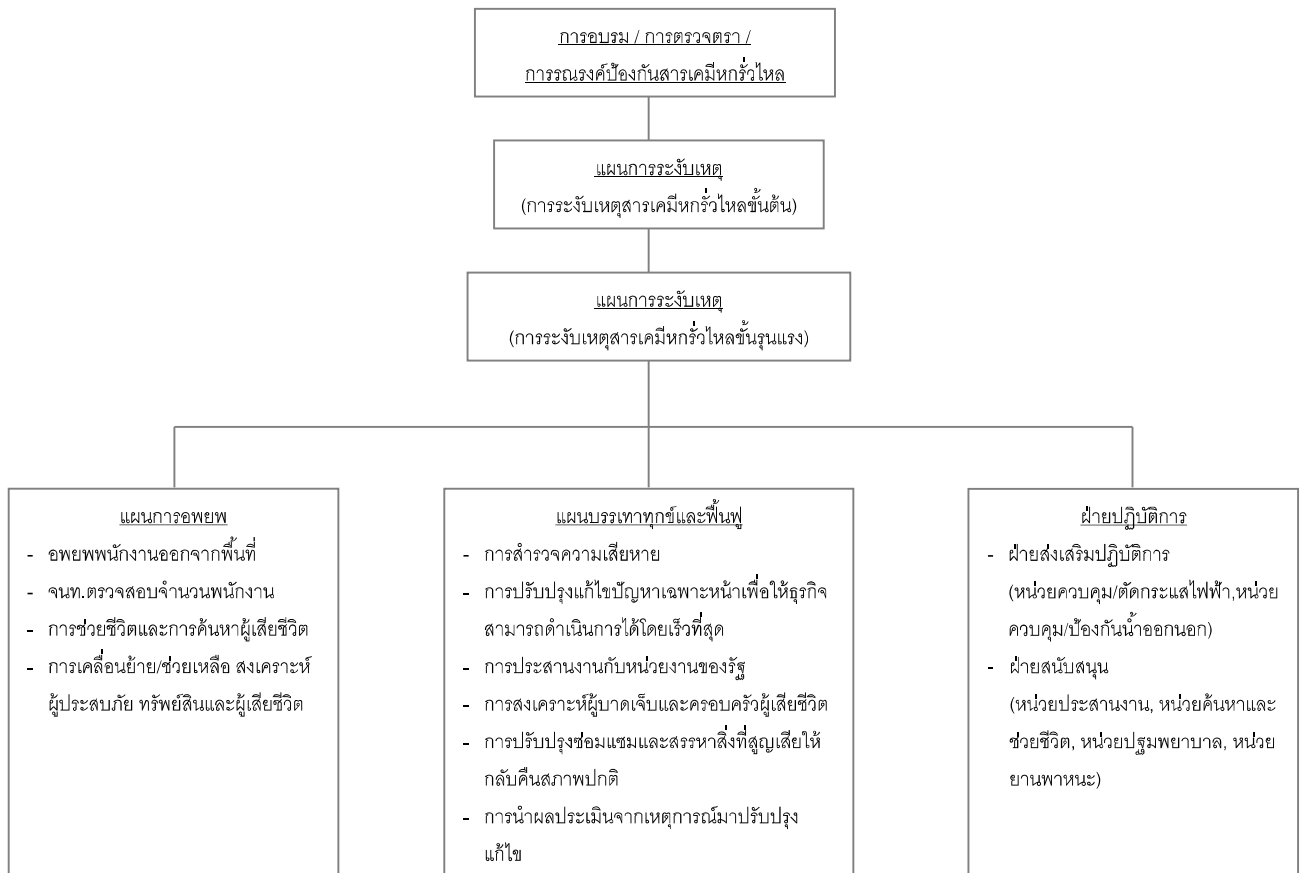 การอบรม / การตรวจตรา /
การรณรงค์ป้องกันสารเคมีหกรั่วไหล
แผนการระงับเหตุ
(การระงับเหตุสารเคมีหกรั่วไหลขั้นต้น)
แผนการระงับเหตุ
(การระงับเหตุสารเคมีหกรั่วไหลขั้นรุนแรง)
แผนการอพยพ
- อพยพพนักงานออกจากพื้นที่
- จนท.ตรวจสอบจำนวนพนักงาน
- การช่วยชีวิตและการค้นหาผู้เสียชีวิต
- การเคลื่อนย้าย/ช่วยเหลือ สงเคราะห์
ผู้ประสบภัย ทรัพย์สินและผู้เสียชีวิต
แผนบรรเทาทุกข์และฟื้นฟู
- การสำรวจความเสียหาย
- การปรับปรุงแก้ไขปัญหาเฉพาะหน้าเพื่อให้ธุรกิจ
สามารถดำเนินการได้โดยเร็วที่สุด
- การประสานงานกับหน่วยงานของรัฐ
- การสงเคราะห์ผู้บาดเจ็บและครอบครัวผู้เสียชีวิต
- การปรับปรุงซ่อมแซมและสรรหาสิ่งที่สูญเสียให้
กลับคืนสภาพปกติ
- การนำผลประเมินจากเหตุการณ์มาปรับปรุง
แก้ไข
ฝ่ายปฏิบัติการ
- ฝ่ายส่งเสริมปฏิบัติการ
(หน่วยควบคุม/ตัดกระแสไฟฟ้า,หน่วย
ควบคุม/ป้องกันน้ำออกนอก)
- ฝ่ายสนับสนุน
(หน่วยประสานงาน, หน่วยค้นหาและ
ช่วยชีวิต, หน่วยปฐมพยาบาล, หน่วย
ยานพาหนะ)